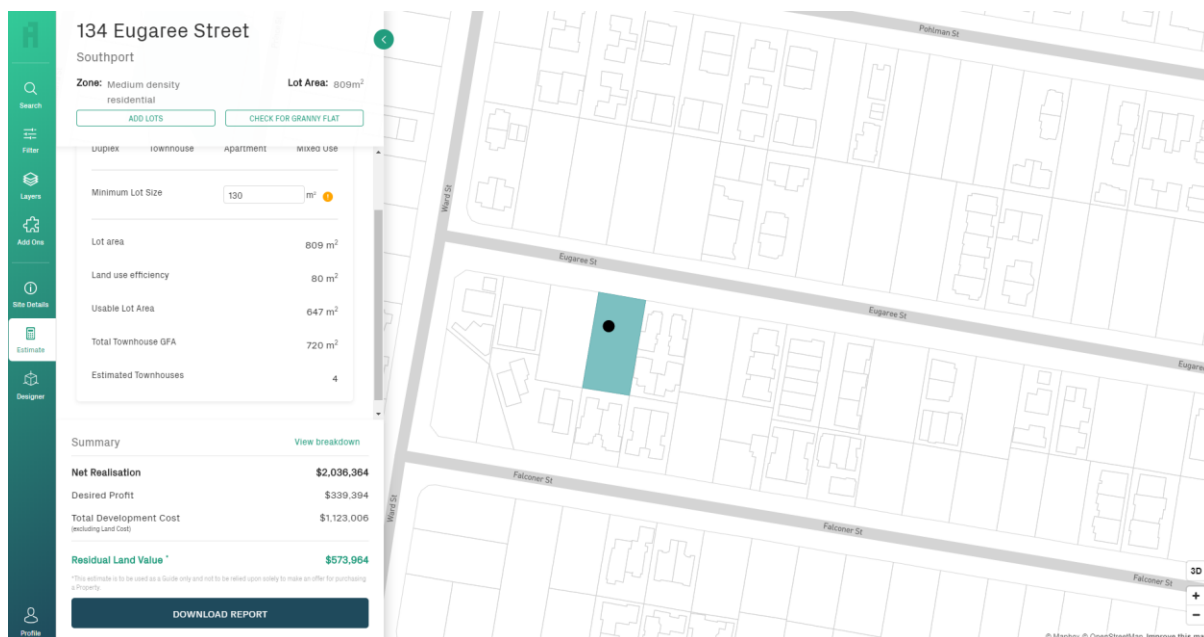 134 Eugaree Street
Southport
Zone: Medium density residential
Lot Area: 809m²
ADD LOTS
CHECK FOR GRANNY FLAT
Duplex Townhouse Apartment Mixed Use
Minimum Lot Size 130 m²
Lot area 809 m²
Land use efficiency 80 m²
Usable Lot Area 647 m²
Total Townhouse GFA 720 m²
Estimated Townhouses 4
Summary View breakdown
Net Realisation $2,036,364
Desired Profit $339,394
Total Development Cost $1,123,006
(excluding Land Cost)
Residual Land Value * $573,964
*This estimate is to be used as a Guide only and not to be relied upon solely to make an offer for purchasing
a Property.
DOWNLOAD REPORT
Search
Filter
Layers
Add Ons
Site Details
Estimate
Designer
Profile
Pohlman St
Ward St
Eugaree St
Eugaree St
Eugaree
Ward St
Falconer St
Falconer St
Falconer St
3D
+
−
© Mapbox © OpenStreetMap Improve this ma